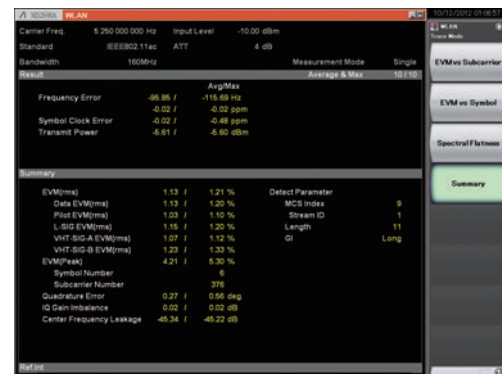 MS269xA WLAN 10/12/2012 01:06:57
Carrier Freq. 5 250 000 000 Hz Input Level -10.00 dBm
Standard IEEE802.11ac ATT 4 dB
Bandwidth 160MHz Measurement Mode Single
Result Average & Max 10 / 10
Avg/Max
Frequency Error -95.85 / -115.69 Hz
-0.02 / -0.02 ppm
Symbol Clock Error -0.02 / -0.48 ppm
Transmit Power -5.61 / -5.60 dBm
Summary
EVM(rms) 1.13 / 1.21 % Detect Parameter
Data EVM(rms) 1.13 / 1.20 % MCS Index 9
Pilot EVM(rms) 1.03 / 1.10 % Stream ID 1
L-SIG EVM(rms) 1.15 / 1.20 % Length 11
VHT-SIG-A EVM(rms) 1.07 / 1.12 % GI Long
VHT-SIG-B EVM(rms) 1.23 / 1.33 %
EVM(Peak) 4.21 / 5.30 %
Symbol Number 6
Subcarrier Number 376
Quadrature Error 0.27 / 0.56 deg.
IQ Gain Imbalance 0.02 / 0.02 dB
Center Frequency Leakage -45.34 / -45.22 dB
Ref.Int
WLAN
Trace Mode
EVM vs Subcarrier
EVM vs Symbol
Spectral Flatness
Summary